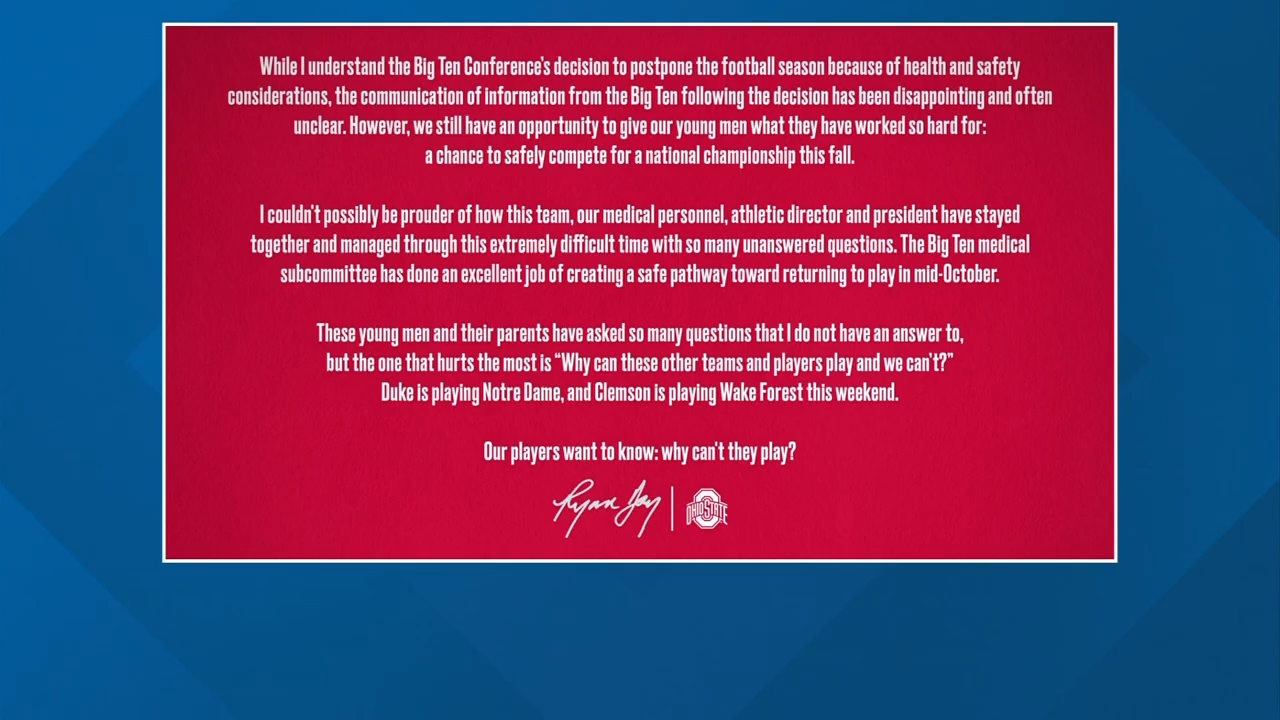 While I understand the Big Ten Conference's decision to postpone the football season because of health and safety
considerations, the communication of information from the Big Ten following the decision has been disappointing and often
unclear. However, we still have an opportunity to give our young men what they have worked so hard for:
a chance to safely compete for a national championship this fall.
I couldn't possibly be prouder of how this team, our medical personnel, athletic director and president have stayed
together and managed through this extremely difficult time with so many unanswered questions. The Big Ten medical
subcommittee has done an excellent job of creating a safe pathway toward returning to play in mid-October.
These young men and their parents have asked so many questions that I do not have an answer to,
but the one that hurts the most is “Why can these other teams and players play and we can't?”
Duke is playing Notre Dame, and Clemson is playing Wake Forest this weekend.
Our players want to know: why can't they play?
Ryan Day
OHIO STATE